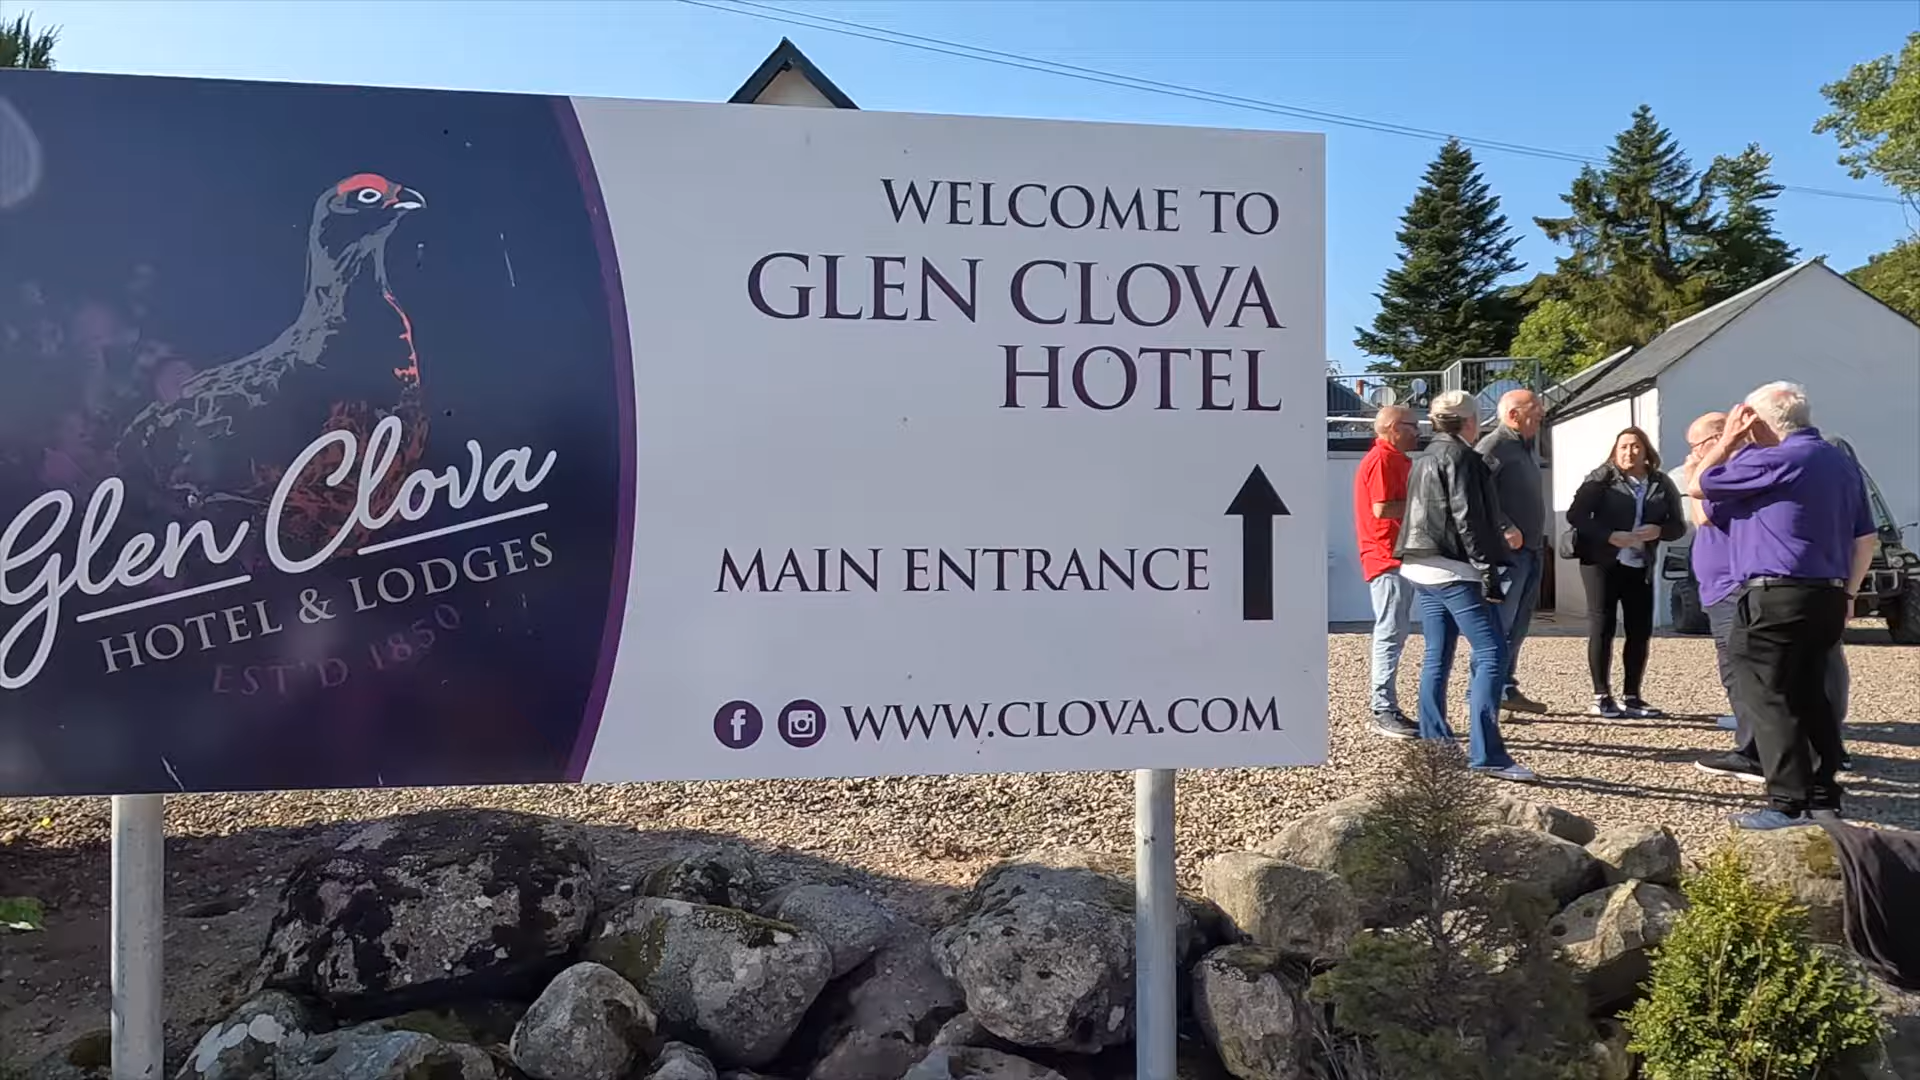 Glen Clova
HOTEL & LODGES
EST'D 1850
WELCOME TO
GLEN CLOVA
HOTEL
MAIN ENTRANCE
f WWW.CLOVA.COM